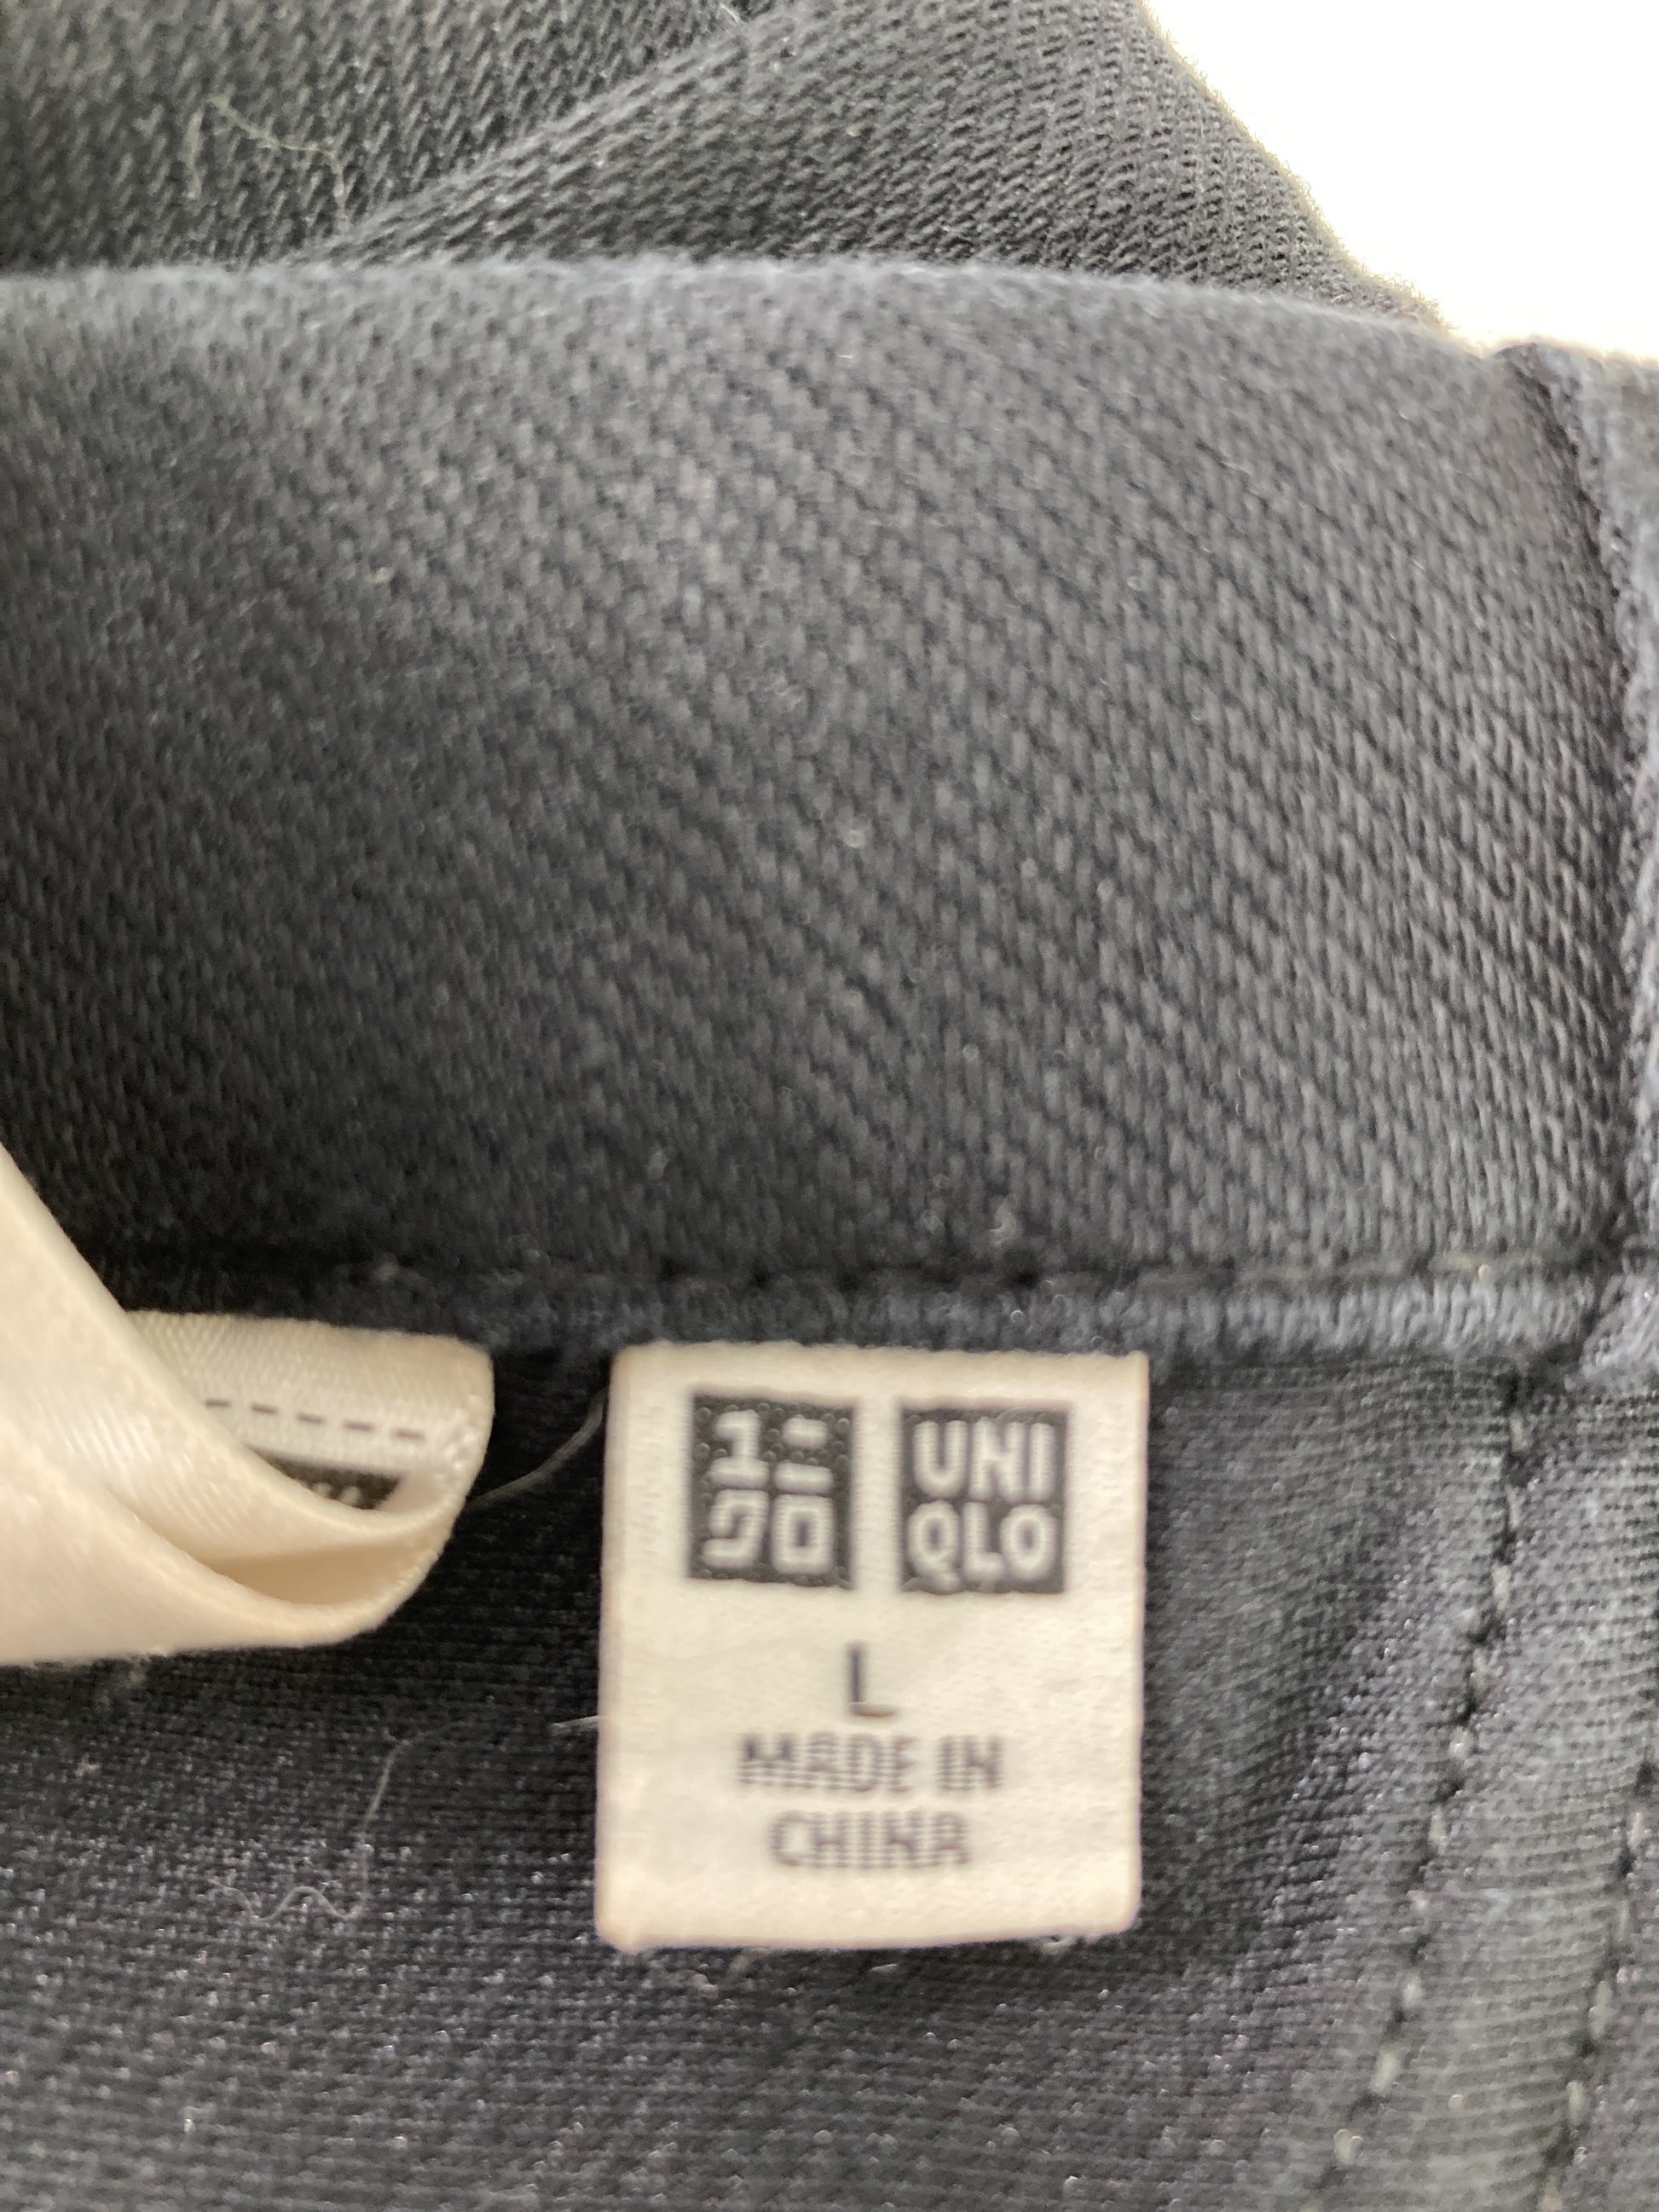 ユニ
クロ
UNI
QLO
L
MADE IN
CHINA